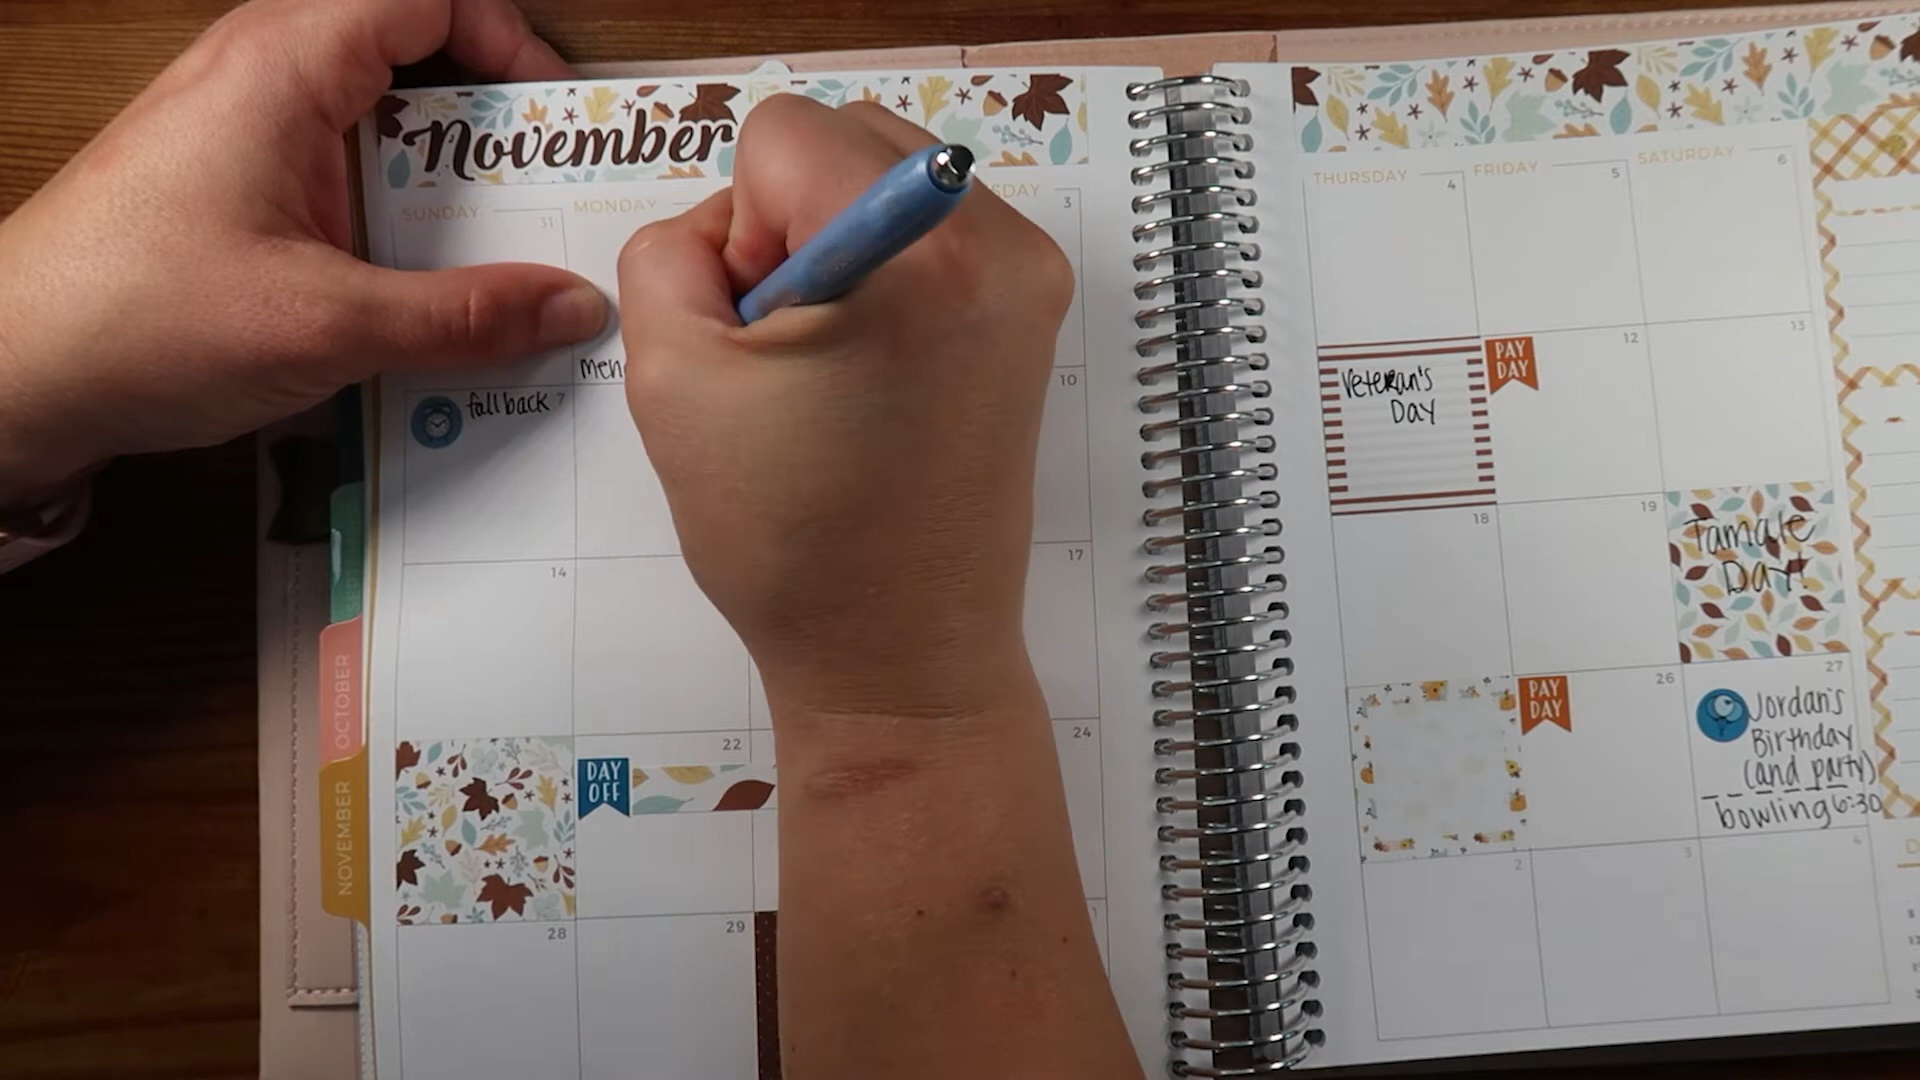 November
SUNDAY 31
MONDAY
3
THURSDAY 4
FRIDAY 5
SATURDAY 6
fall back 7
10
Veteran's
Day
PAY
DAY
12
13
14
17
18
19
Tamale
Day!
22
DAY
OFF
24
PAY
DAY
26
27
Jordan's
Birthday
(and party)
bowling 6:30
28
29
2
3
4
OCTOBER
NOVEMBER